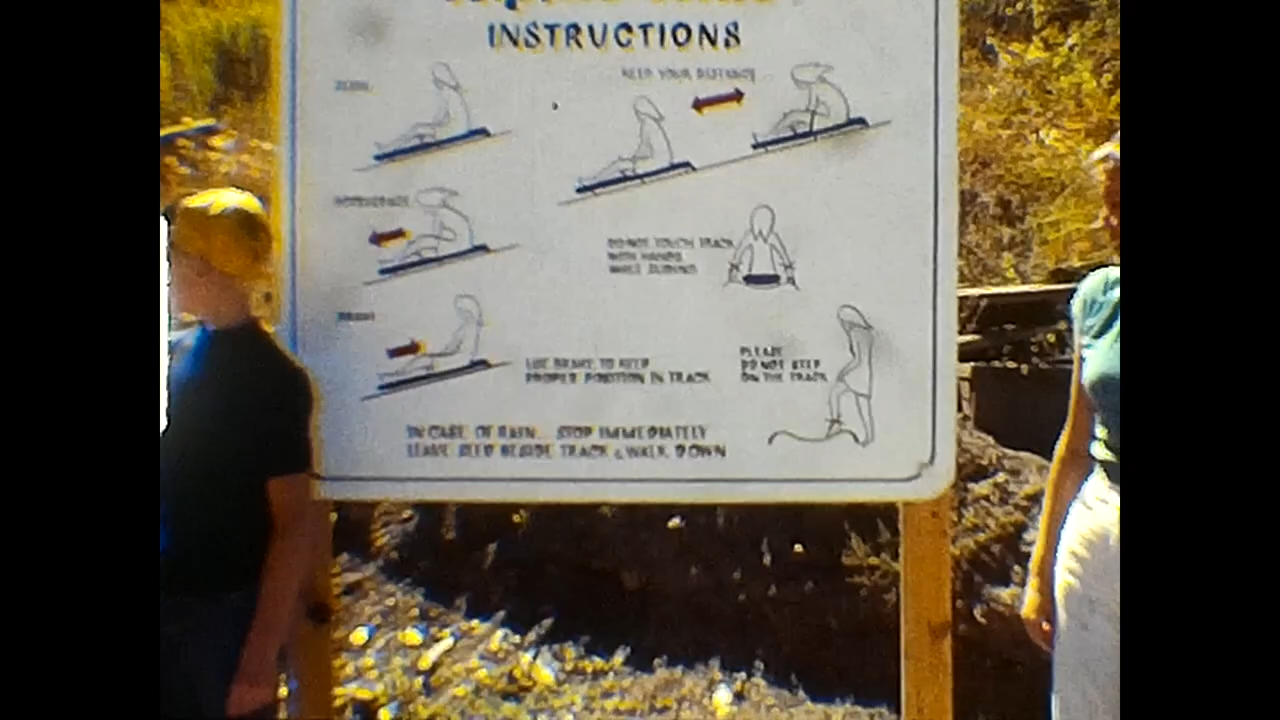 INSTRUCTIONS
KEEP YOUR DISTANCE
DO NOT TOUCH TRACK
WITH HANDS
WHILE SLIDING
USE BRAKE TO KEEP
PROPER POSITION IN TRACK
PLEASE
DO NOT STEP
ON THE TRACK
IN CASE OF RAIN... STOP IMMEDIATELY
LEAVE SLED BESIDE TRACK & WALK DOWN